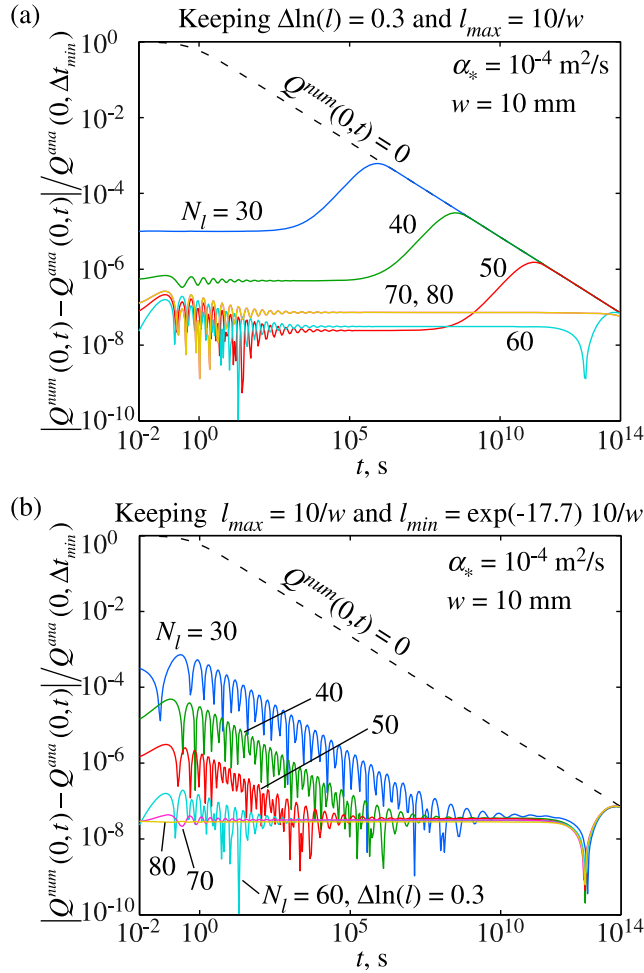 (a) Keeping Δln(l) = 0.3 and l_max = 10/w
10^0
10^-2
10^-4
10^-6
10^-8
10^-10
|Q^num(0,t) − Q^ana(0,t)|/Q^ana(0, Δt_min)
α_* = 10^-4 m^2/s
w = 10 mm
Q^num(0,t) = 0
N_l = 30
40
50
70, 80
60
10^-2 10^0 10^5 10^10 10^14
t, s
(b) Keeping l_max = 10/w and l_min = exp(-17.7) 10/w
10^0
10^-2
10^-4
10^-6
10^-8
10^-10
|Q^num(0,t) − Q^ana(0,t)|/Q^ana(0, Δt_min)
α_* = 10^-4 m^2/s
w = 10 mm
Q^num(0,t) = 0
N_l = 30
40
50
80
70
N_l = 60, Δln(l) = 0.3
10^-2 10^0 10^5 10^10 10^14
t, s